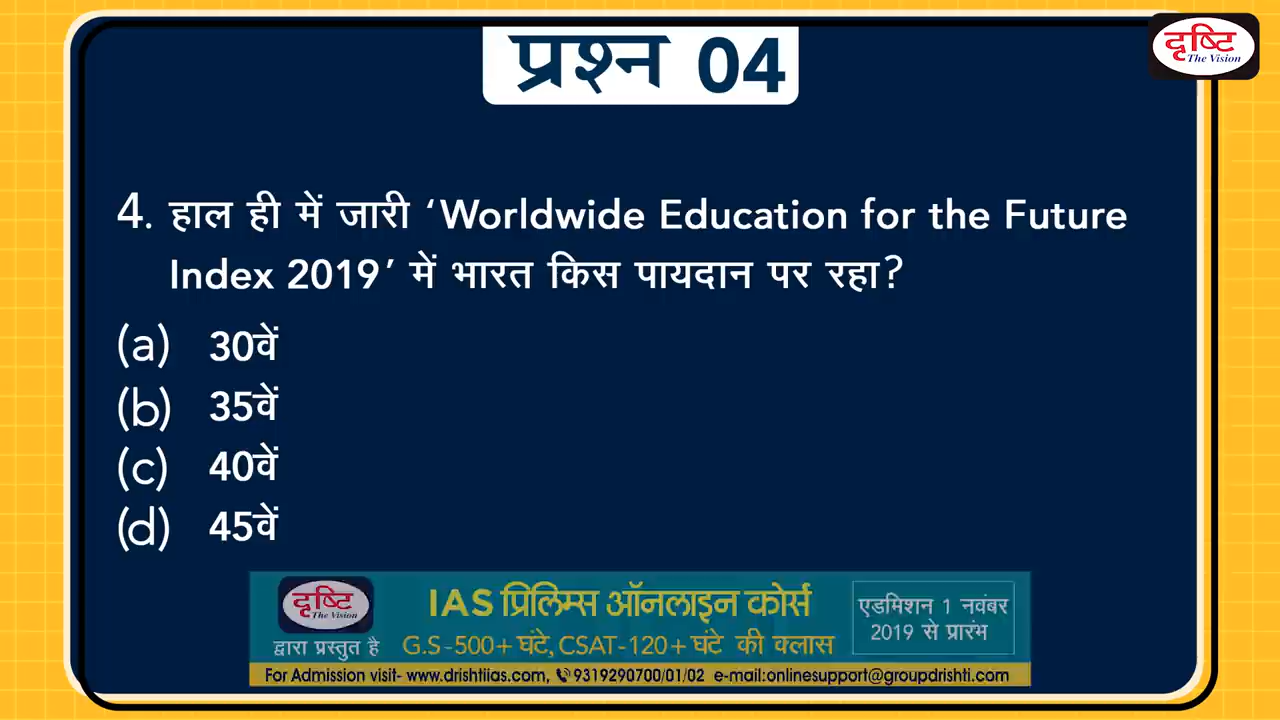 प्रश्न 04
दृष्टि
The Vision
4. हाल ही में जारी ‘Worldwide Education for the Future
Index 2019’ में भारत किस पायदान पर रहा?
(a) 30वें
(b) 35वें
(c) 40वें
(d) 45वें
दृष्टि
The Vision
द्वारा प्रस्तुत है
IAS प्रिलिम्स ऑनलाइन कोर्स
G.S-500+ घंटे, CSAT-120+ घंटे की क्लास
एडमिशन 1 नवंबर
2019 से प्रारंभ
For Admission visit- www.drishtiias.com, 9319290700/01/02 e-mail:onlinesupport@groupdrishti.com